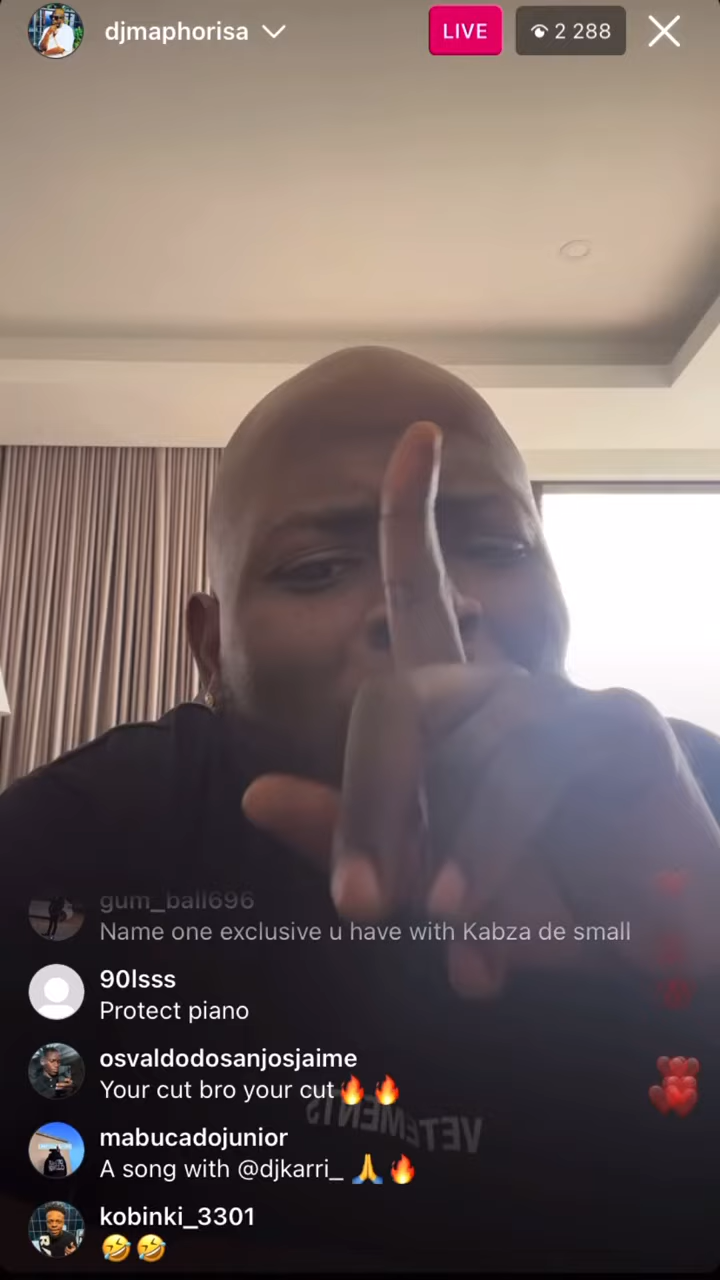 djmaphorisa
LIVE
2 288
gum_ball696
Name one exclusive u have with Kabza de small
90lsss
Protect piano
osvaldodosanjosjaime
Your cut bro your cut🔥🔥
VETEMENTS
mabucadojunior
A song with @djkarri_ 🙏🔥
kobinki_3301
🤣🤣